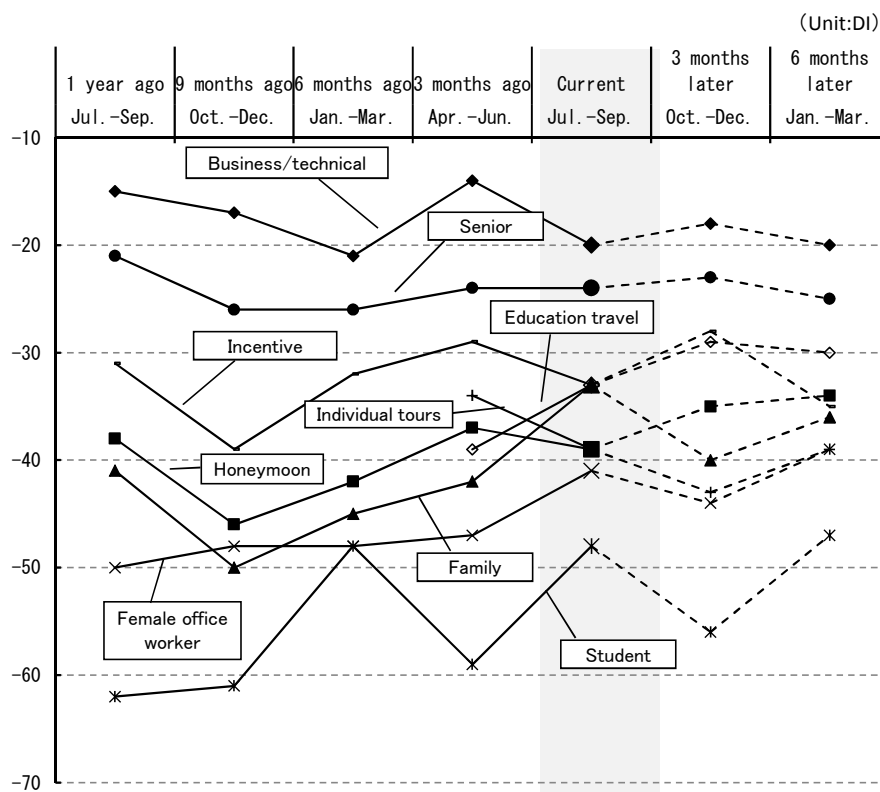 (Unit:DI)
1 year ago
Jul.-Sep.
9 months ago
Oct.-Dec.
6 months ago
Jan.-Mar.
3 months ago
Apr.-Jun.
Current
Jul.-Sep.
3 months
later
Oct.-Dec.
6 months
later
Jan.-Mar.
-10
-20
-30
-40
-50
-60
-70
Business/technical
Senior
Education travel
Incentive
Individual tours
Honeymoon
Family
Female office
worker
Student